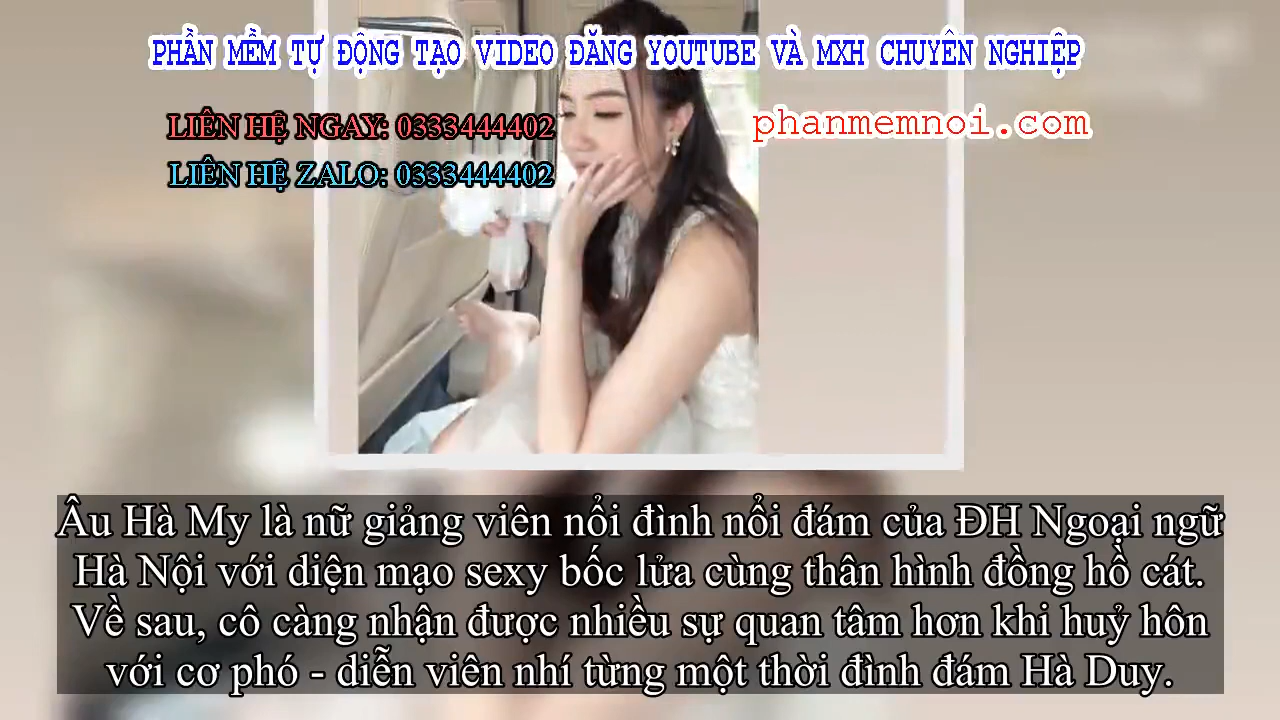 PHẦN MỀM TỰ ĐỘNG TẠO VIDEO ĐĂNG YOUTUBE VÀ MXH CHUYÊN NGHIỆP
LIÊN HỆ NGAY: 0333444402
phanmemnoi.com
LIÊN HỆ ZALO: 0333444402
Âu Hà My là nữ giảng viên nổi đình nổi đám của ĐH Ngoại ngữ
Hà Nội với diện mạo sexy bốc lửa cùng thân hình đồng hồ cát.
Về sau, cô càng nhận được nhiều sự quan tâm hơn khi huỷ hôn
với cơ phó - diễn viên nhí từng một thời đình đám Hà Duy.